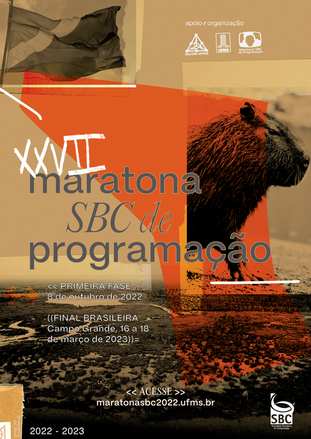 apoio e organização
XXVII
maratona
SBC de
programação
<< PRIMEIRA FASE
8 de outubro de 2022
((FINAL BRASILEIRA
Campo Grande, 16 a 18
de março de 2023))=
<< ACESSE >>
maratonasbc2022.ufms.br
SBC
2022 - 2023